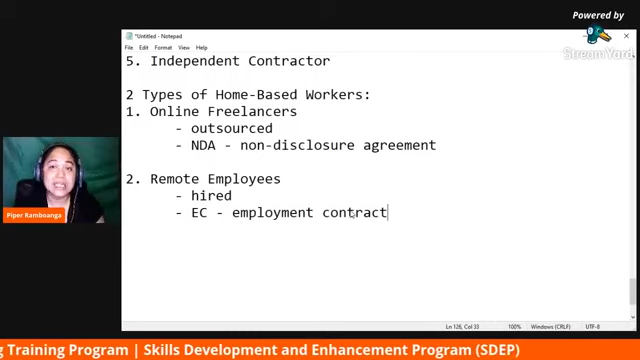 Powered by
StreamYard
*Untitled - Notepad
File Edit Format View Help
5. Independent Contractor
2 Types of Home-Based Workers:
1. Online Freelancers
- outsourced
- NDA - non-disclosure agreement
2. Remote Employees
- hired
- EC - employment contract
Piper Ramboanga
Ln 126, Col 33 100% Windows (CRLF) UTF-8
g Training Program | Skills Development and Enhancement Program (SDEP)